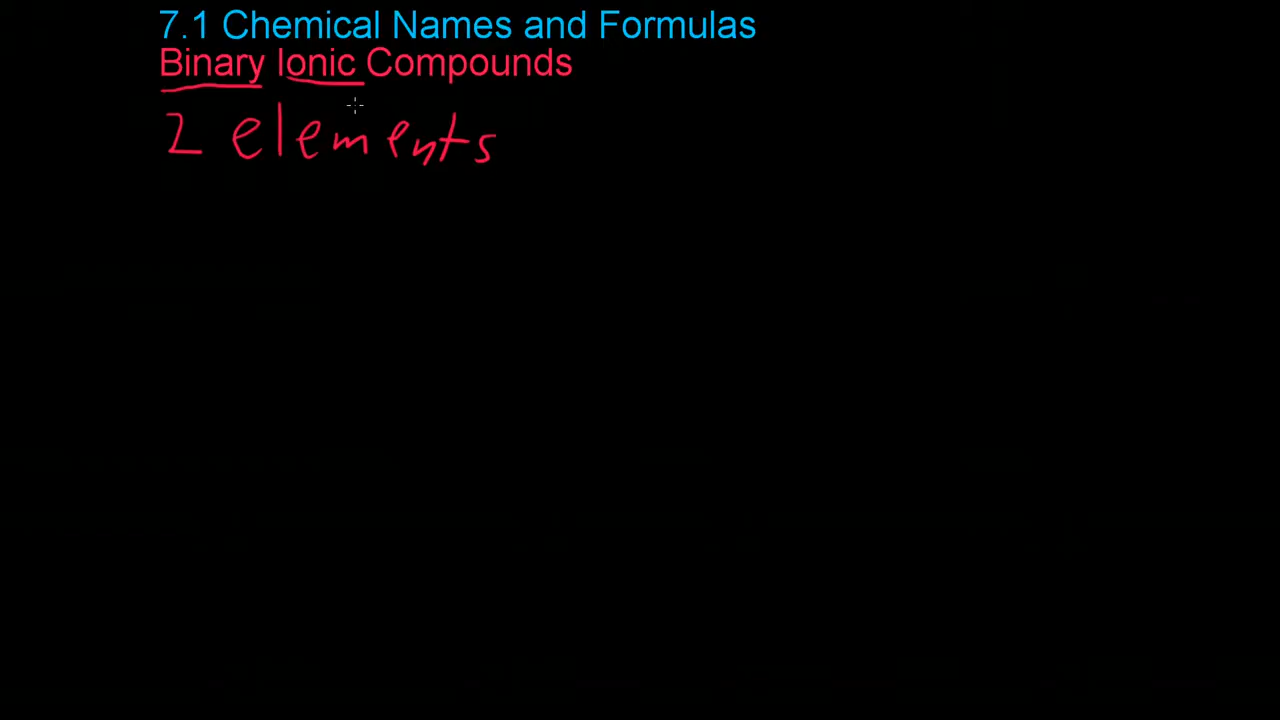 7.1 Chemical Names and Formulas
Binary Ionic Compounds
2 elements